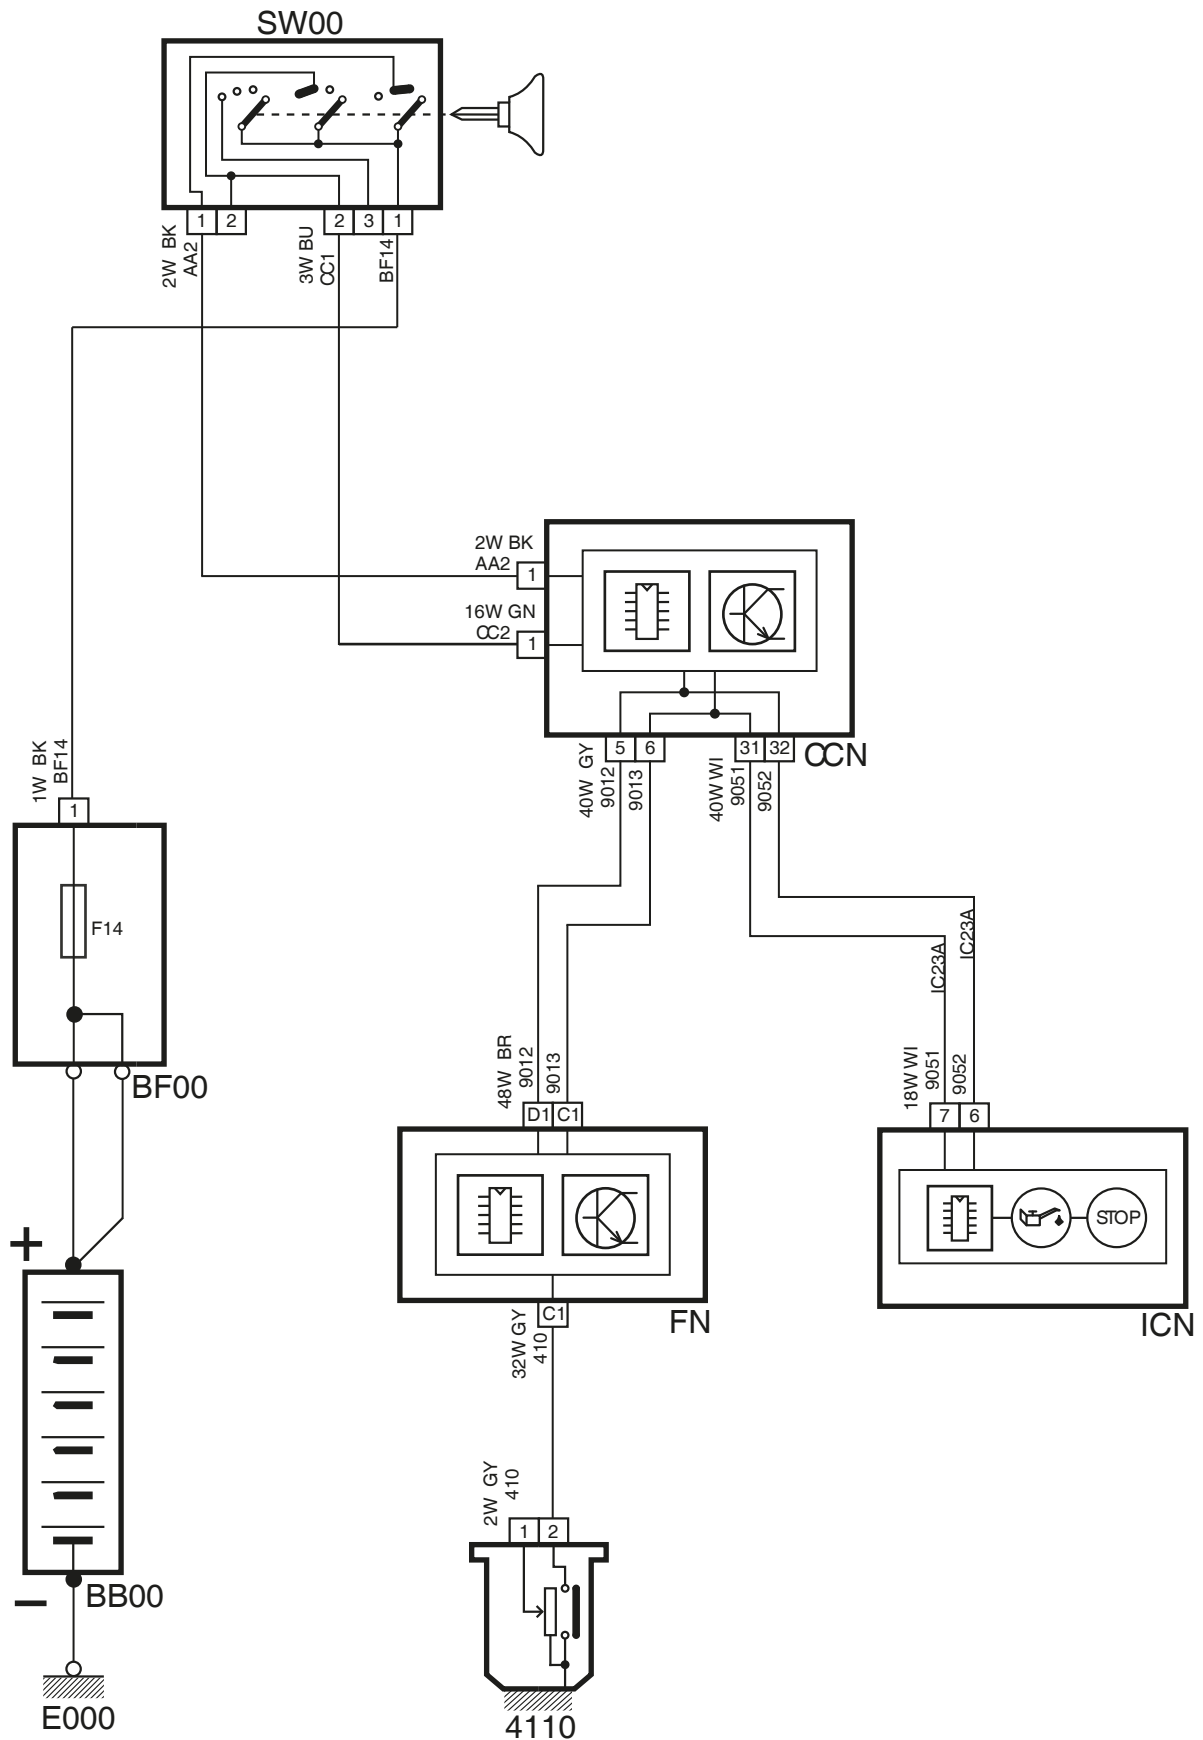 SW00
1 2 2 3 1
2W BK
AA2
3W BU
CC1
BF14
2W BK
AA2
1
16W GN
CC2
1
5 6 31 32
CCN
40W GY
9012
9013
40W WI
9051
9052
1W BK
BF14
1
F14
BF00
IC23A
IC23A
48W BR
9012
9013
D1 C1
18W WI
9051
9052
7 6
STOP
C1
FN
ICN
32W GY
410
+
2W GY
410
1 2
BB00
−
E000
4110